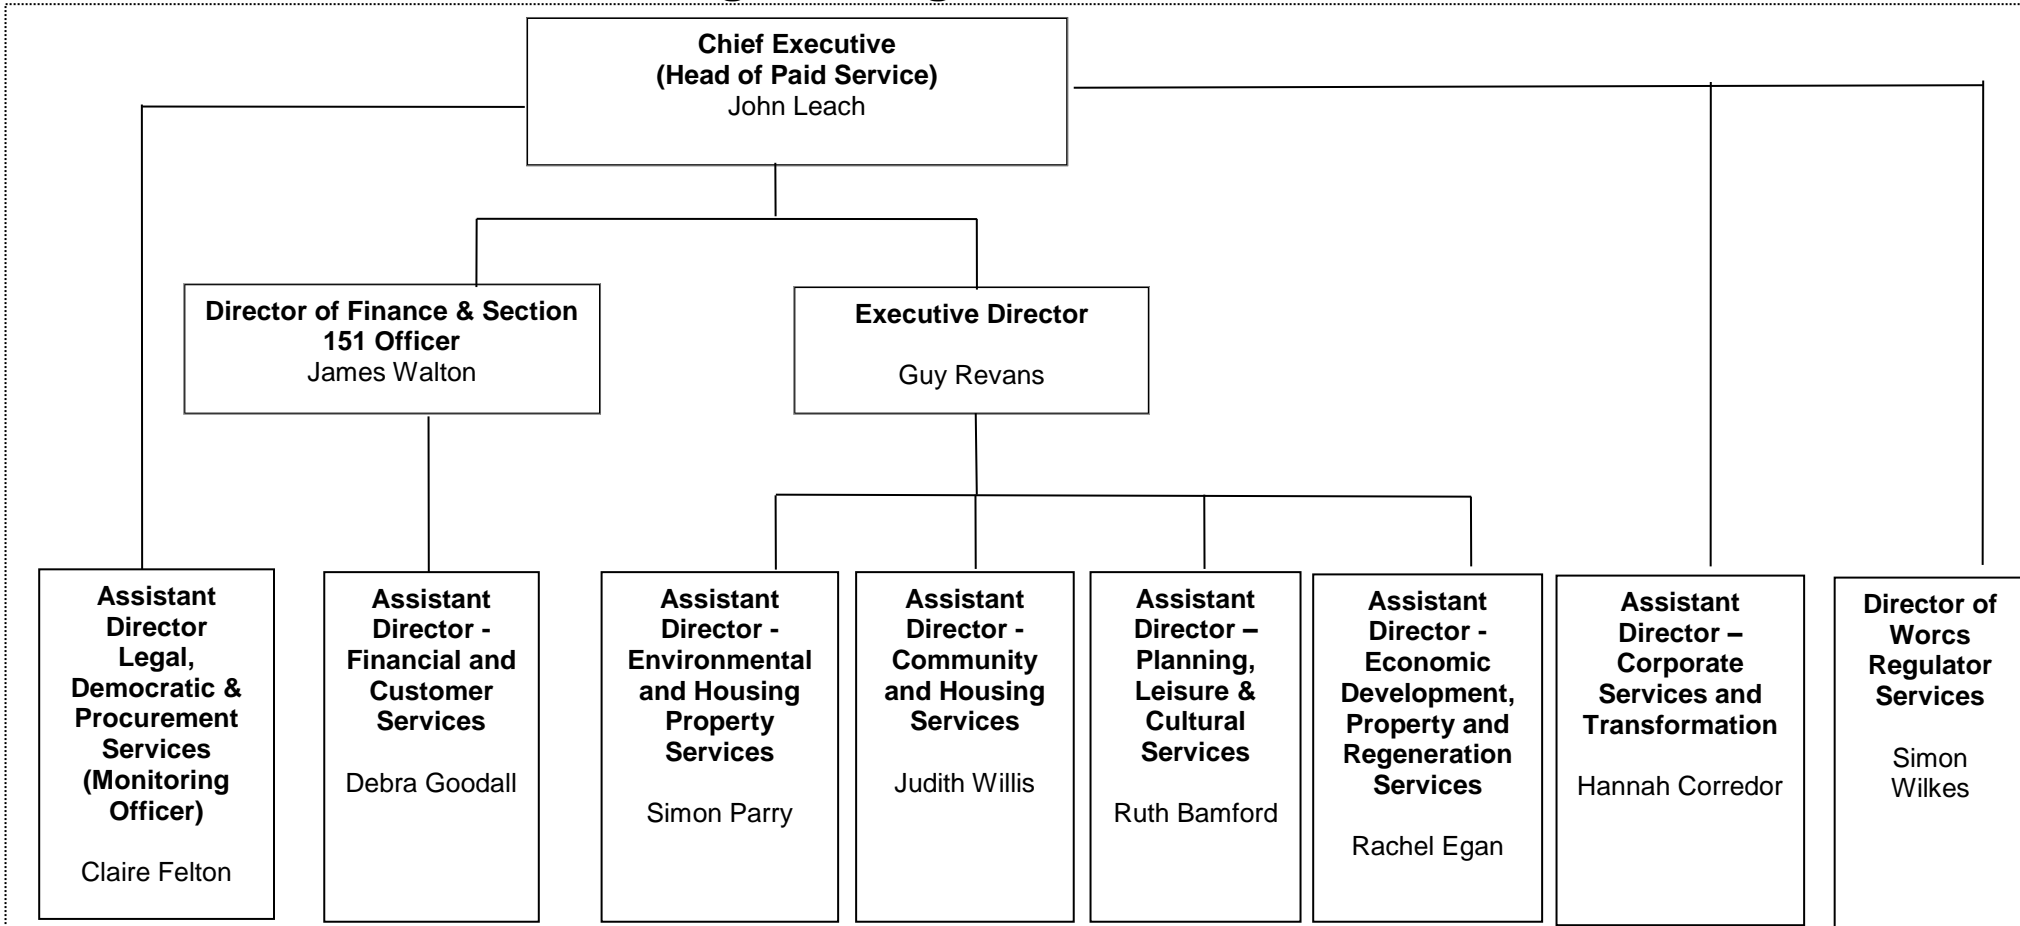 Chief Executive
(Head of Paid Service)
John Leach
Director of Finance & Section
151 Officer
James Walton
Executive Director
Guy Revans
Assistant
Director
Legal,
Democratic &
Procurement
Services
(Monitoring
Officer)
Claire Felton
Assistant
Director -
Financial and
Customer
Services
Debra Goodall
Assistant
Director -
Environmental
and Housing
Property
Services
Simon Parry
Assistant
Director -
Community
and Housing
Services
Judith Willis
Assistant
Director –
Planning,
Leisure &
Cultural
Services
Ruth Bamford
Assistant
Director -
Economic
Development,
Property and
Regeneration
Services
Rachel Egan
Assistant
Director –
Corporate
Services and
Transformation
Hannah Corredor
Director of
Worcs
Regulator
Services
Simon
Wilkes